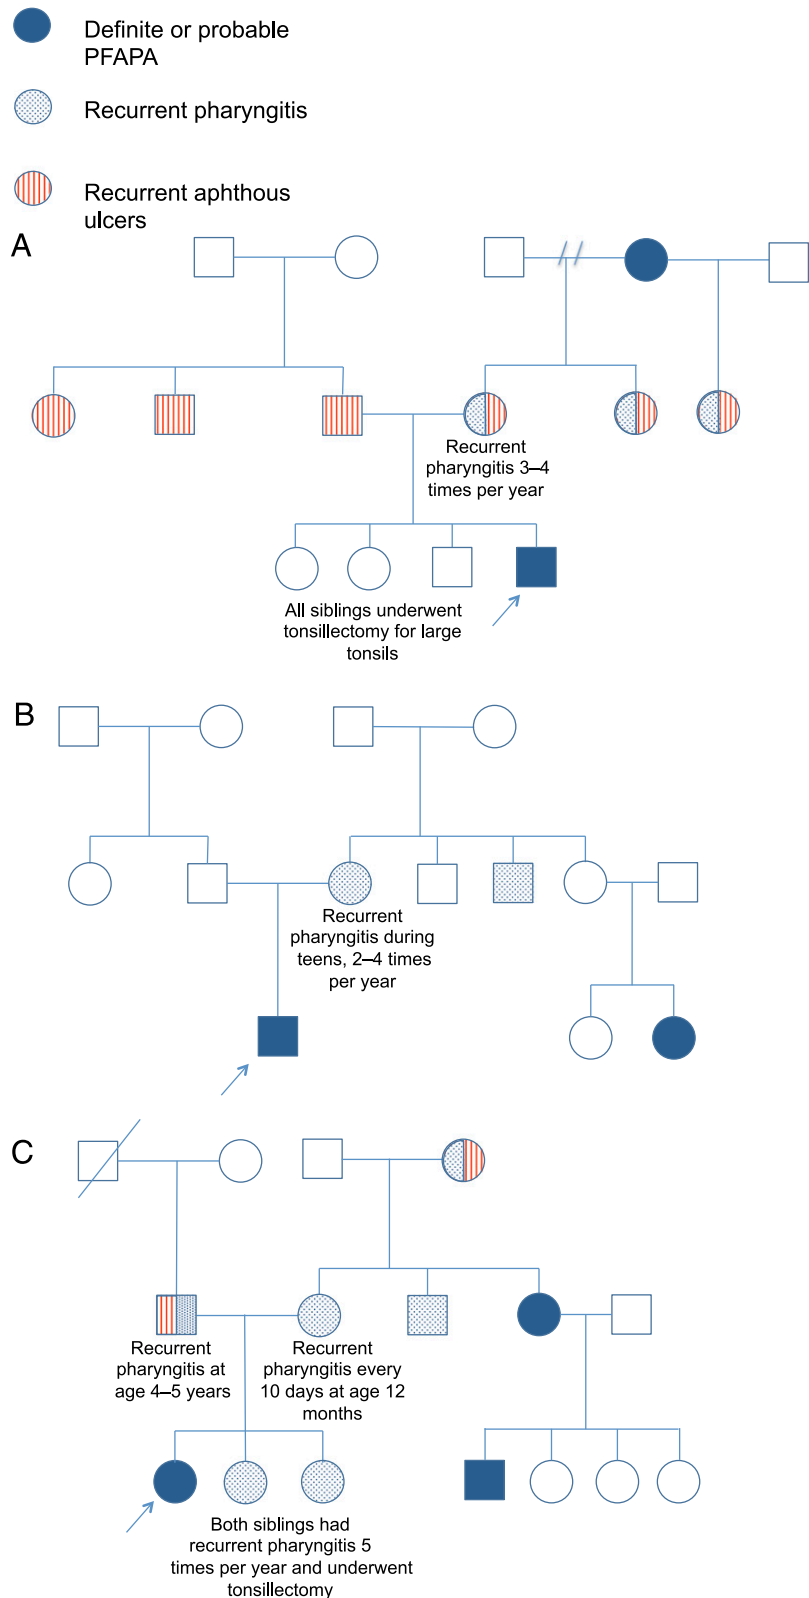 Definite or probable
PFAPA
Recurrent pharyngitis
Recurrent aphthous
ulcers
A
Recurrent
pharyngitis 3–4
times per year
All siblings underwent
tonsillectomy for large
tonsils
B
Recurrent
pharyngitis during
teens, 2–4 times
per year
C
Recurrent
pharyngitis at
age 4–5 years
Recurrent
pharyngitis every
10 days at age 12
months
Both siblings had
recurrent pharyngitis 5
times per year and underwent
tonsillectomy